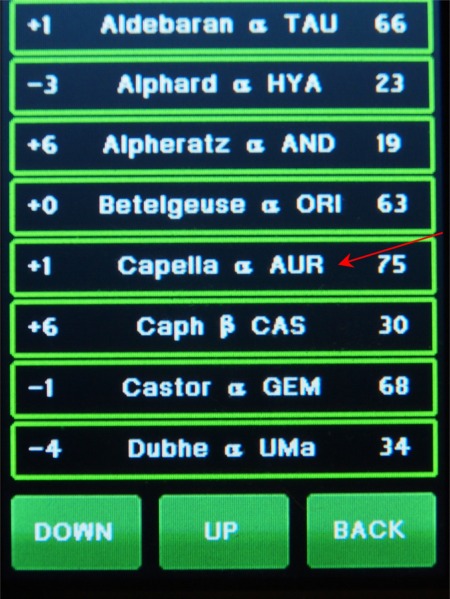 +1 Aldebaran α TAU 66
-3 Alphard α HYA 23
+6 Alpheratz α AND 19
+0 Betelgeuse α ORI 63
+1 Capella α AUR 75
+6 Caph β CAS 30
-1 Castor α GEM 68
-4 Dubhe α UMa 34
DOWN UP BACK